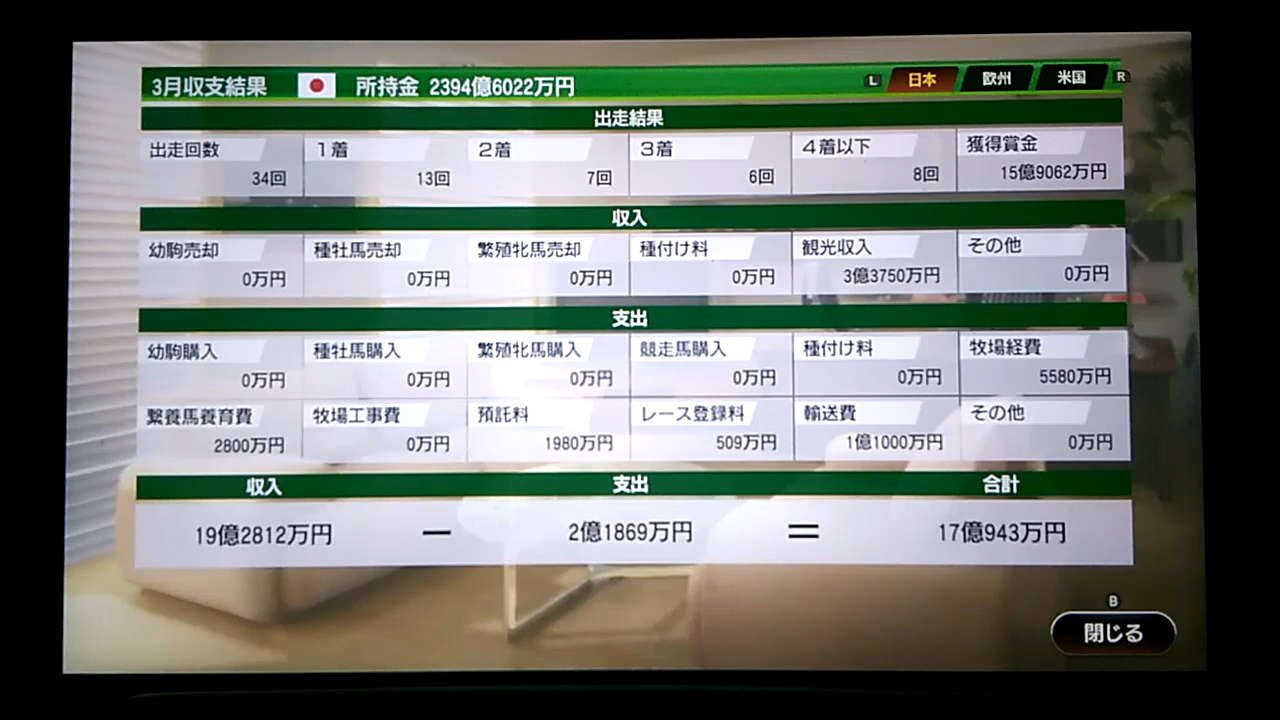 3月収支結果 所持金 2394億6022万円 L 日本 欧州 米国 R
出走結果
出走回数 1着 2着 3着 4着以下 獲得賞金
34回 13回 7回 6回 8回 15億9062万円
収入
幼駒売却 種牡馬売却 繁殖牝馬売却 種付け料 観光収入 その他
0万円 0万円 0万円 0万円 3億3750万円 0万円
支出
幼駒購入 種牡馬購入 繁殖牝馬購入 競走馬購入 種付け料 牧場経費
0万円 0万円 0万円 0万円 0万円 5580万円
繋養馬養育費 牧場工事費 預託料 レース登録料 輸送費 その他
2800万円 0万円 1980万円 509万円 1億1000万円 0万円
収入 支出 合計
19億2812万円 － 2億1869万円 ＝ 17億943万円
B
閉じる